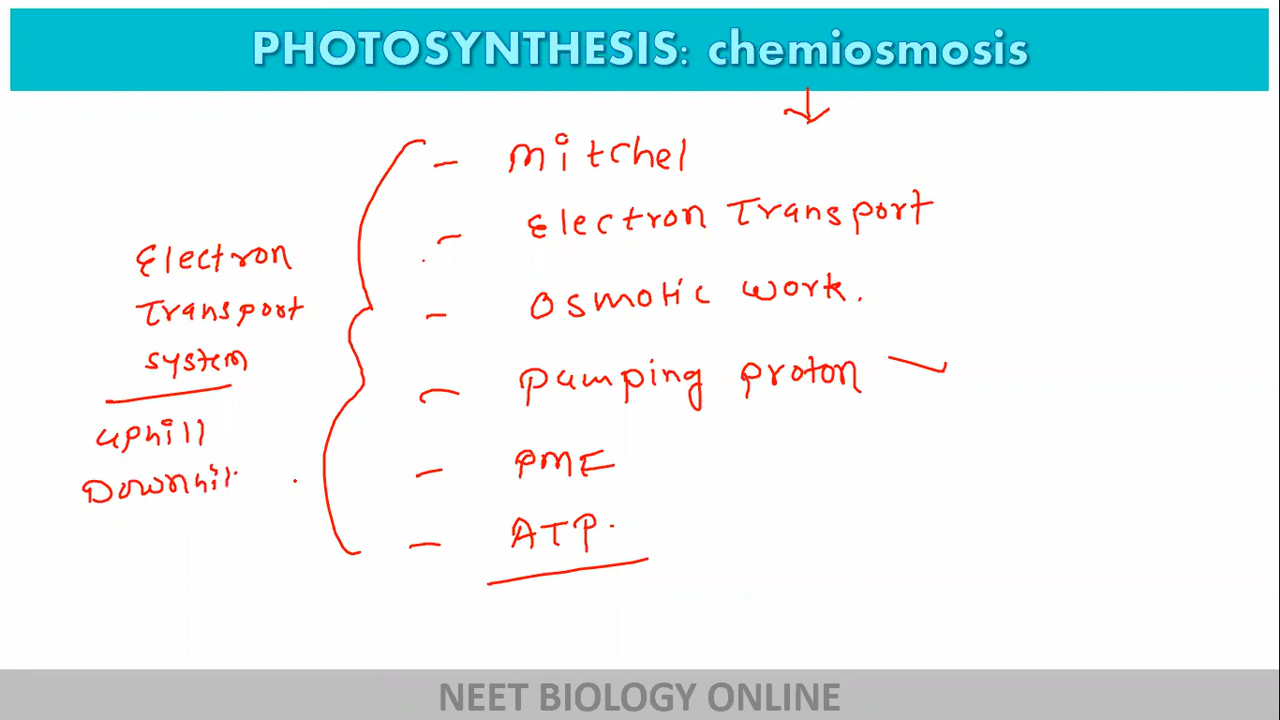 PHOTOSYNTHESIS: chemiosmosis
- Mitchel
- Electron Transport
- Osmotic work.
- Pumping proton
- PMF
- ATP.
Electron
Transport
system
uphill
Downhil
NEET BIOLOGY ONLINE